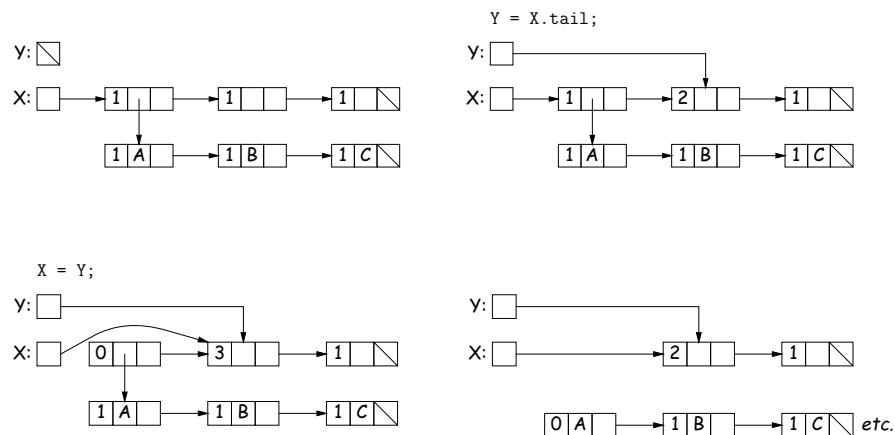 Y = X.tail;
Y:
Y:
X: 1 1 1
X: 1 2 1
1 A 1 B 1 C
1 A 1 B 1 C
X = Y;
Y:
Y:
X: 0 3 1
X: 2 1
1 A 1 B 1 C
0 A 1 B 1 C etc.